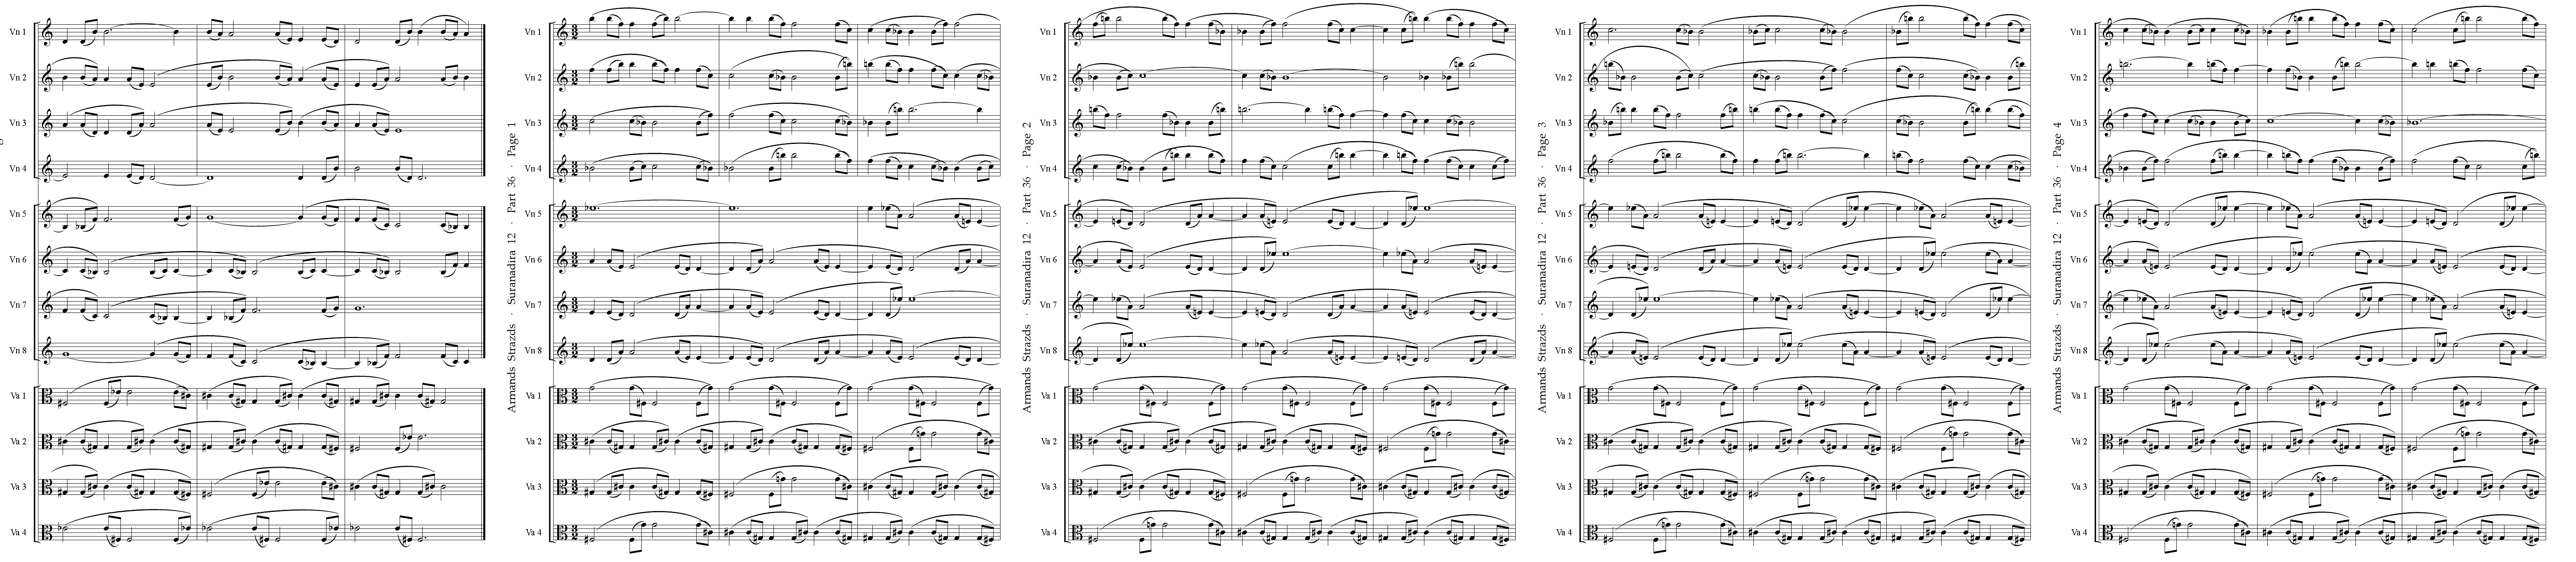 Vn 1
Vn 2
Vn 3
Vn 4
Vn 5
Vn 6
Vn 7
Vn 8
Va 1
Va 2
Va 3
Va 4
Armands Strazds · Suranadira 12 · Part 36 · Page 1
Vn 1
Vn 2
Vn 3
Vn 4
Vn 5
Vn 6
Vn 7
Vn 8
Va 1
Va 2
Va 3
Va 4
Armands Strazds · Suranadira 12 · Part 36 · Page 2
Vn 1
Vn 2
Vn 3
Vn 4
Vn 5
Vn 6
Vn 7
Vn 8
Va 1
Va 2
Va 3
Va 4
Armands Strazds · Suranadira 12 · Part 36 · Page 3
Vn 1
Vn 2
Vn 3
Vn 4
Vn 5
Vn 6
Vn 7
Vn 8
Va 1
Va 2
Va 3
Va 4
Armands Strazds · Suranadira 12 · Part 36 · Page 4
Vn 1
Vn 2
Vn 3
Vn 4
Vn 5
Vn 6
Vn 7
Vn 8
Va 1
Va 2
Va 3
Va 4